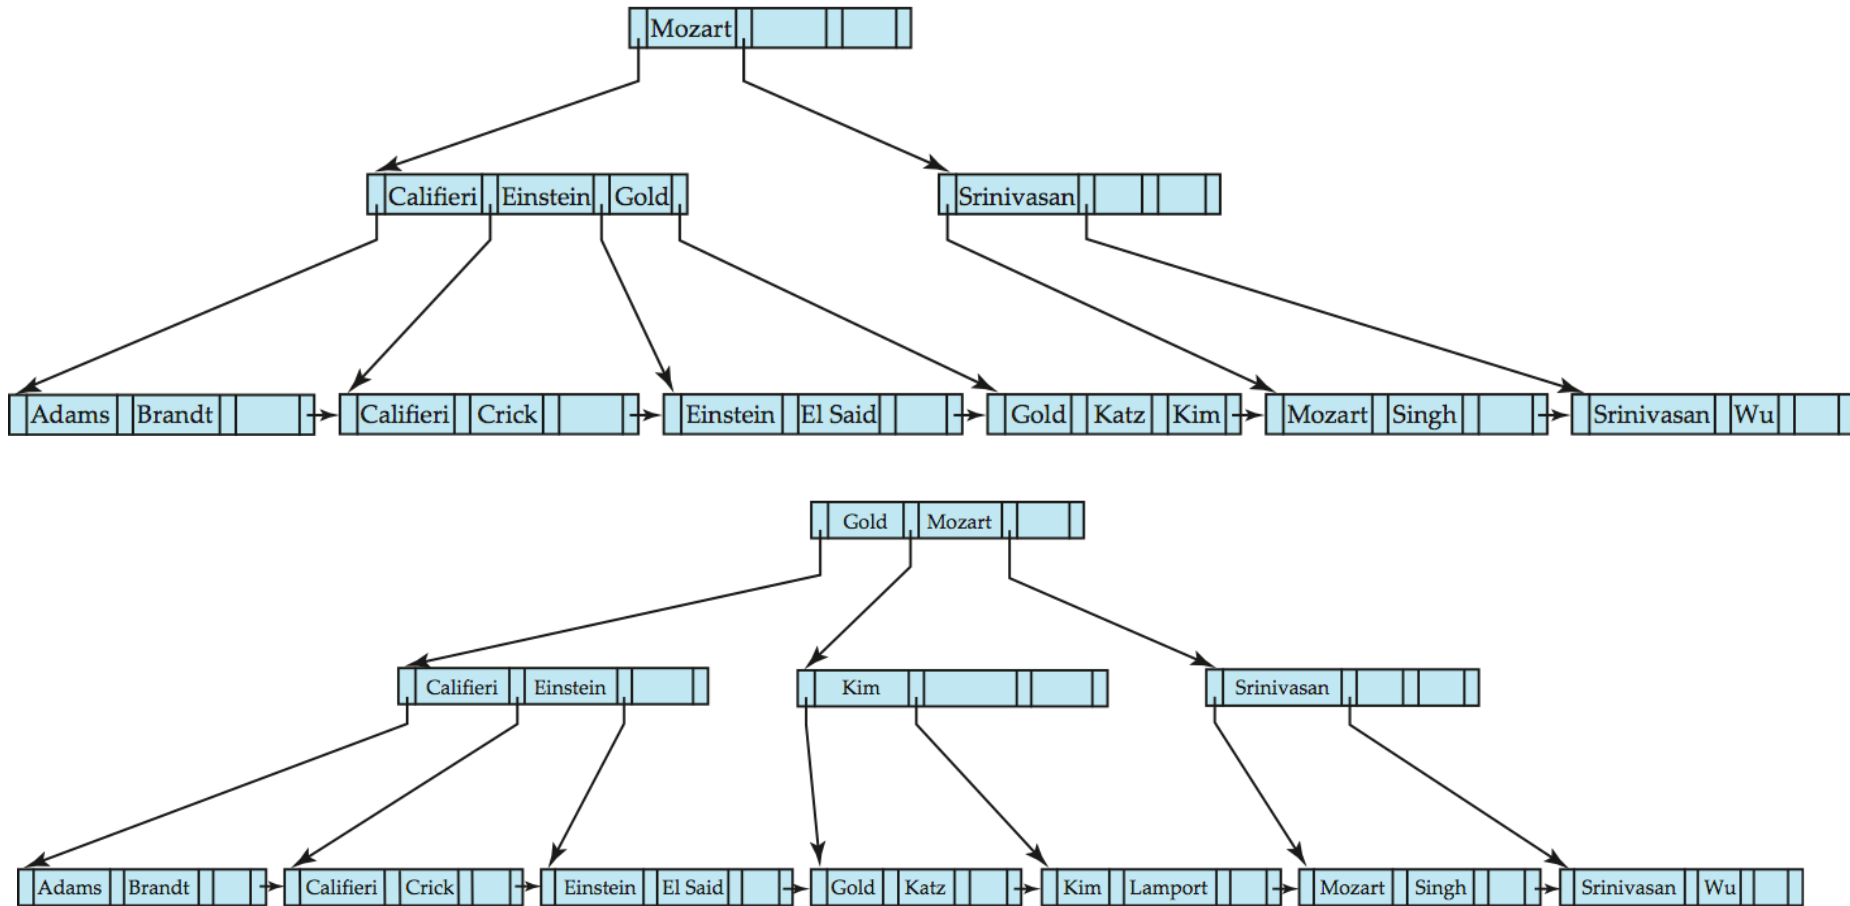 Mozart
Califieri Einstein Gold Srinivasan
Adams Brandt Califieri Crick Einstein El Said Gold Katz Kim Mozart Singh Srinivasan Wu
Gold Mozart
Califieri Einstein Kim Srinivasan
Adams Brandt Califieri Crick Einstein El Said Gold Katz Kim Lamport Mozart Singh Srinivasan Wu